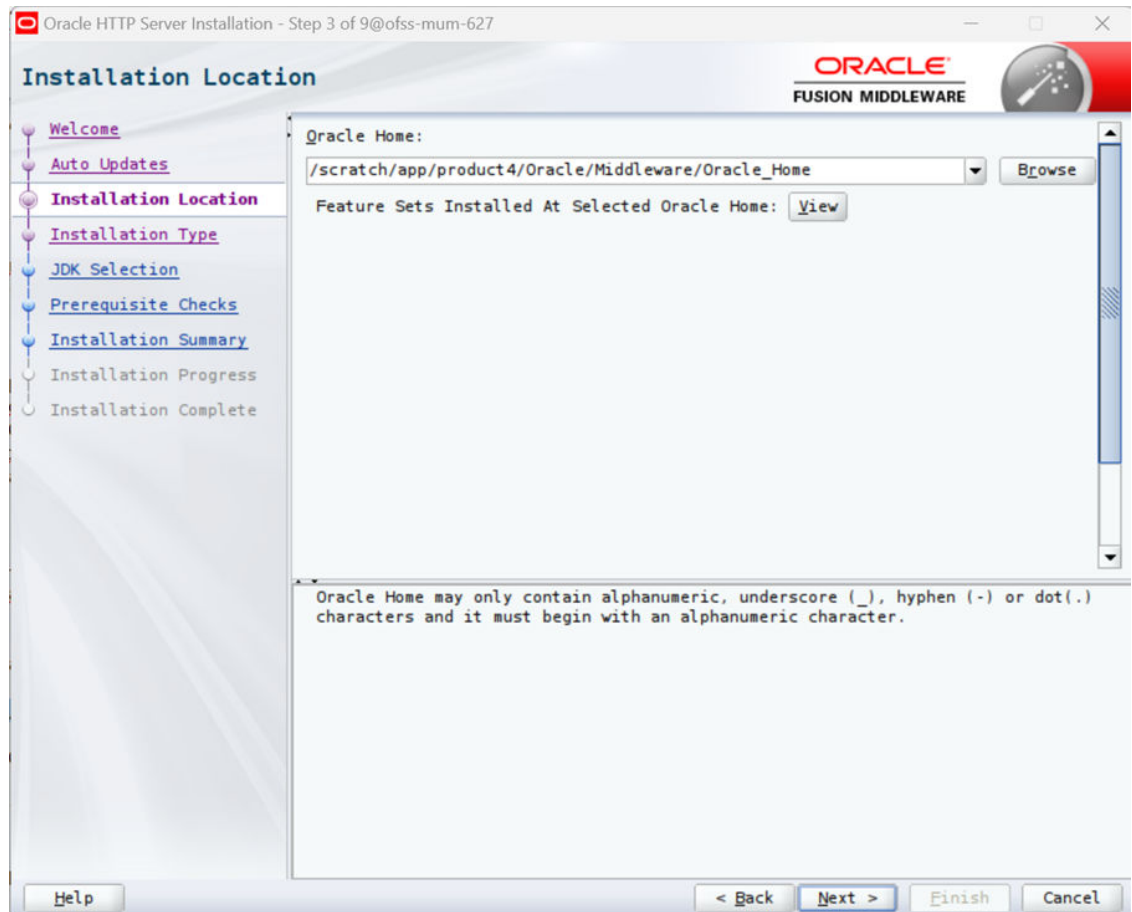 Oracle HTTP Server Installation - Step 3 of 9@ofss-mum-627
Installation Location
ORACLE
FUSION MIDDLEWARE
Welcome
Auto Updates
Installation Location
Installation Type
JDK Selection
Prerequisite Checks
Installation Summary
Installation Progress
Installation Complete
Oracle Home:
/scratch/app/product4/Oracle/Middleware/Oracle_Home
Browse
Feature Sets Installed At Selected Oracle Home: View
Oracle Home may only contain alphanumeric, underscore (_), hyphen (-) or dot(.)
characters and it must begin with an alphanumeric character.
Help
< Back
Next >
Finish
Cancel